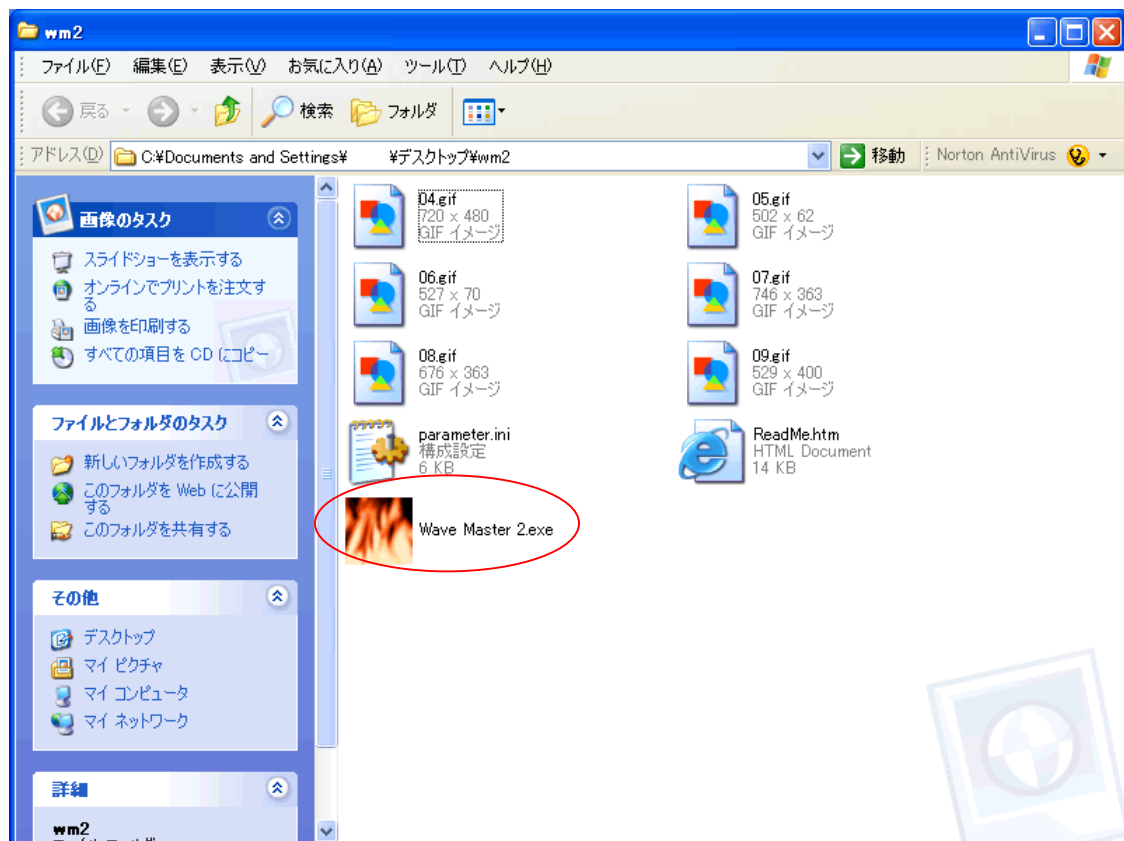 wm2
ファイル(F) 編集(E) 表示(V) お気に入り(A) ツール(T) ヘルプ(H)
戻る 検索 フォルダ
アドレス(D) C:¥Documents and Settings¥ ¥デスクトップ¥wm2 移動 Norton AntiVirus
画像のタスク
スライドショーを表示する
オンラインでプリントを注文す
る
画像を印刷する
すべての項目を CD にコピー
ファイルとフォルダのタスク
新しいフォルダを作成する
このフォルダを Web に公開
する
このフォルダを共有する
その他
デスクトップ
マイ ピクチャ
マイ コンピュータ
マイ ネットワーク
詳細
wm2
04.gif
720 × 480
GIF イメージ
05.gif
502 × 62
GIF イメージ
06.gif
527 × 70
GIF イメージ
07.gif
746 × 363
GIF イメージ
08.gif
676 × 363
GIF イメージ
09.gif
529 × 400
GIF イメージ
parameter.ini
構成設定
6 KB
ReadMe.htm
HTML Document
14 KB
Wave Master 2.exe